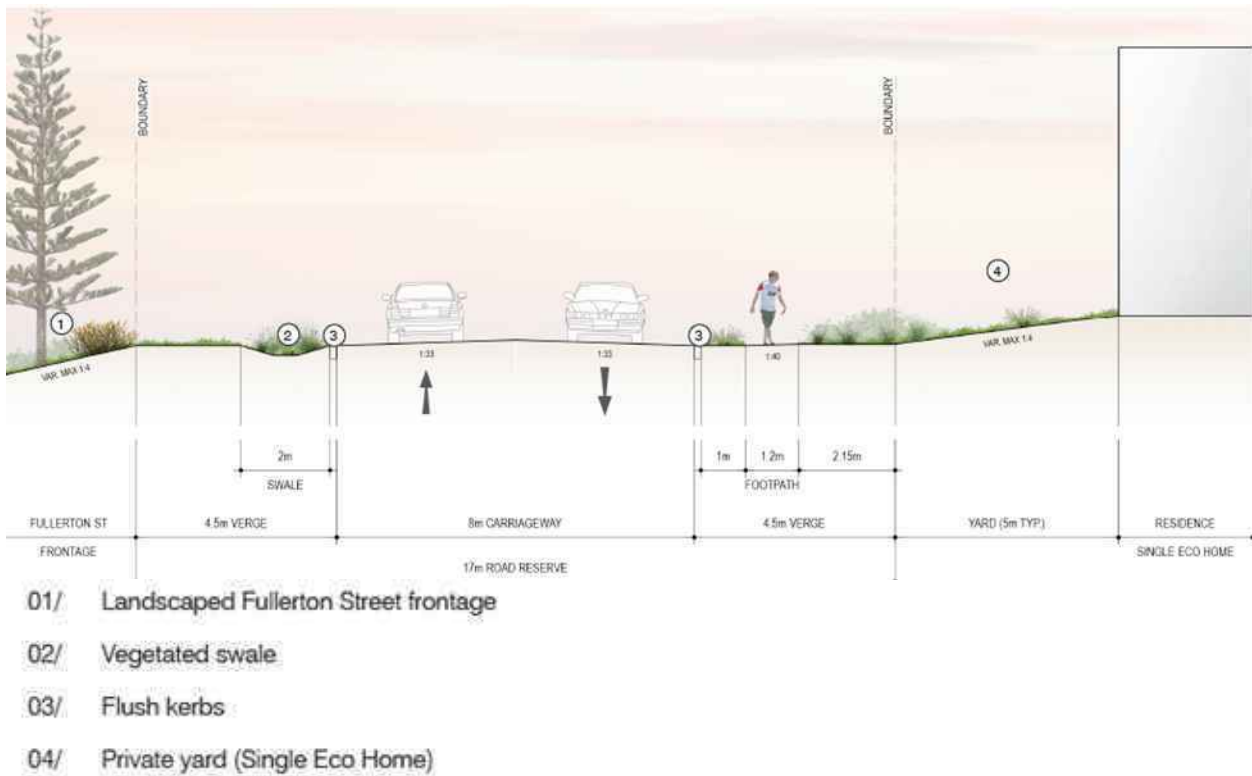 BOUNDARY
BOUNDARY
4
1
2
3
3
VAR. MAX 1:4
1:33
1:33
1:40
VAR. MAX 1:4
2m
1m
1.2m
2.15m
SWALE
FOOTPATH
FULLERTON ST
4.5m VERGE
8m CARRIAGEWAY
4.5m VERGE
YARD (5m TYP.)
RESIDENCE
FRONTAGE
17m ROAD RESERVE
SINGLE ECO HOME
01/ Landscaped Fullerton Street frontage
02/ Vegetated swale
03/ Flush kerbs
04/ Private yard (Single Eco Home)